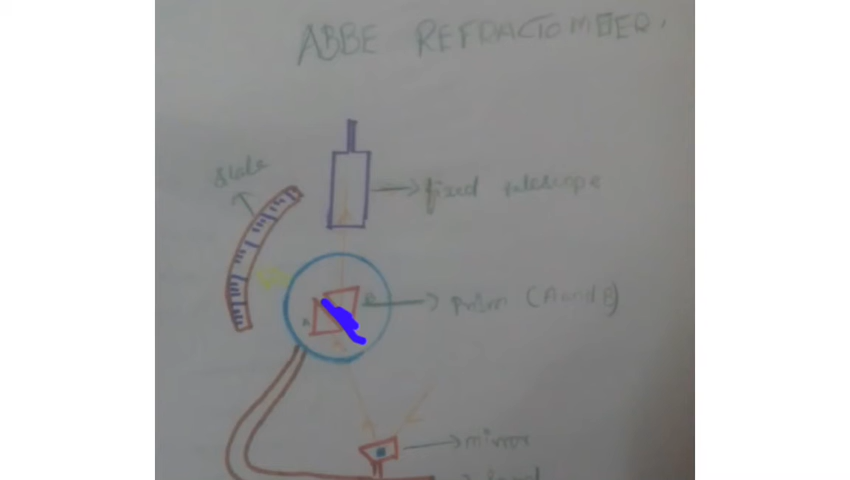 ABBE REFRACTOMETER.
Scale
fixed telescope
B
Prism (A and B)
A
mirror